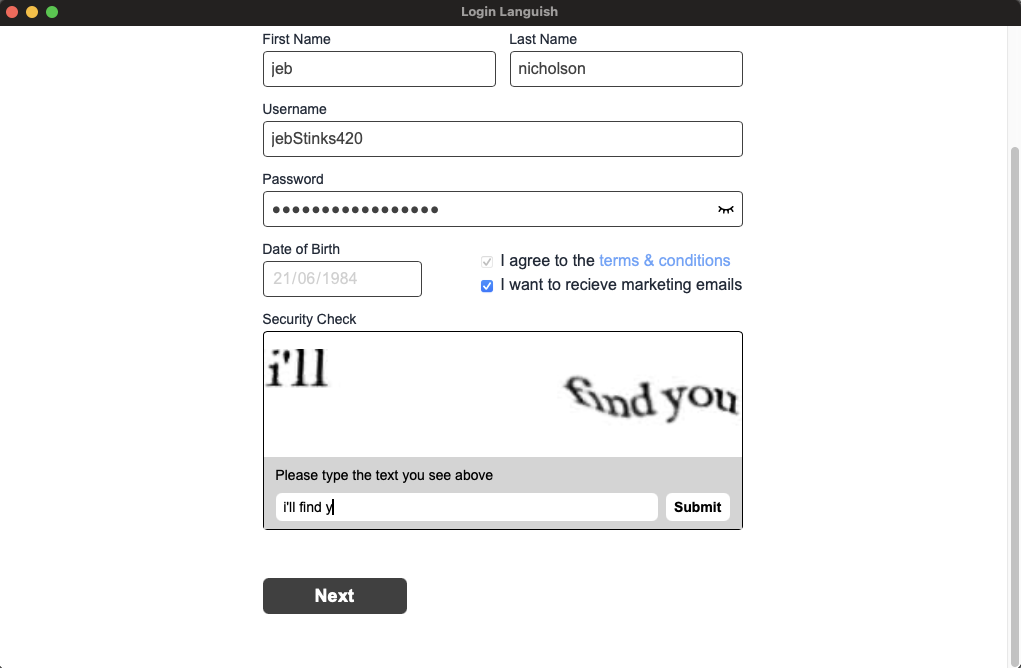 Login Languish
First Name Last Name
jeb nicholson
Username
jebStinks420
Password
•••••••••••••••••
Date of Birth
21/06/1984
I agree to the terms & conditions
I want to recieve marketing emails
Security Check
i'll find you
Please type the text you see above
i'll find y
Submit
Next